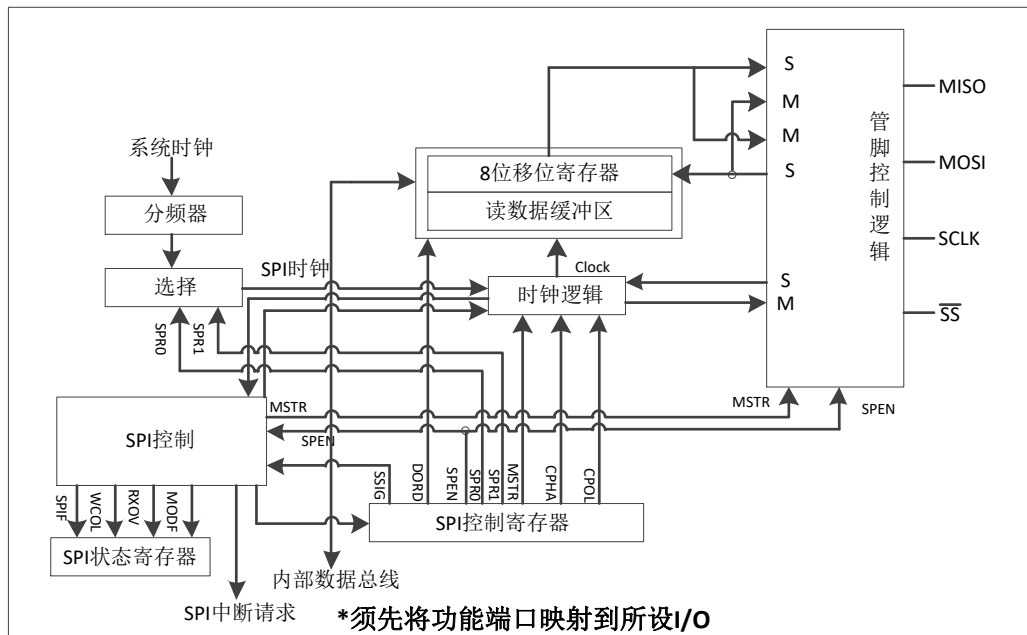 S
MISO
M
M
MOSI
S
管脚控制逻辑
SCLK
S
M
SS
系统时钟
分频器
选择
SPI时钟
8位移位寄存器
读数据缓冲区
Clock
时钟逻辑
SPR0
SPR1
MSTR
SPEN
MSTR
SPEN
SPI控制
SSIG
DORD
SPEN
SPR0
SPR1
MSTR
CPHA
CPOL
SPI控制寄存器
SPIF
WCOL
RXOV
MODF
SPI状态寄存器
SPI中断请求
内部数据总线
*须先将功能端口映射到所设I/O